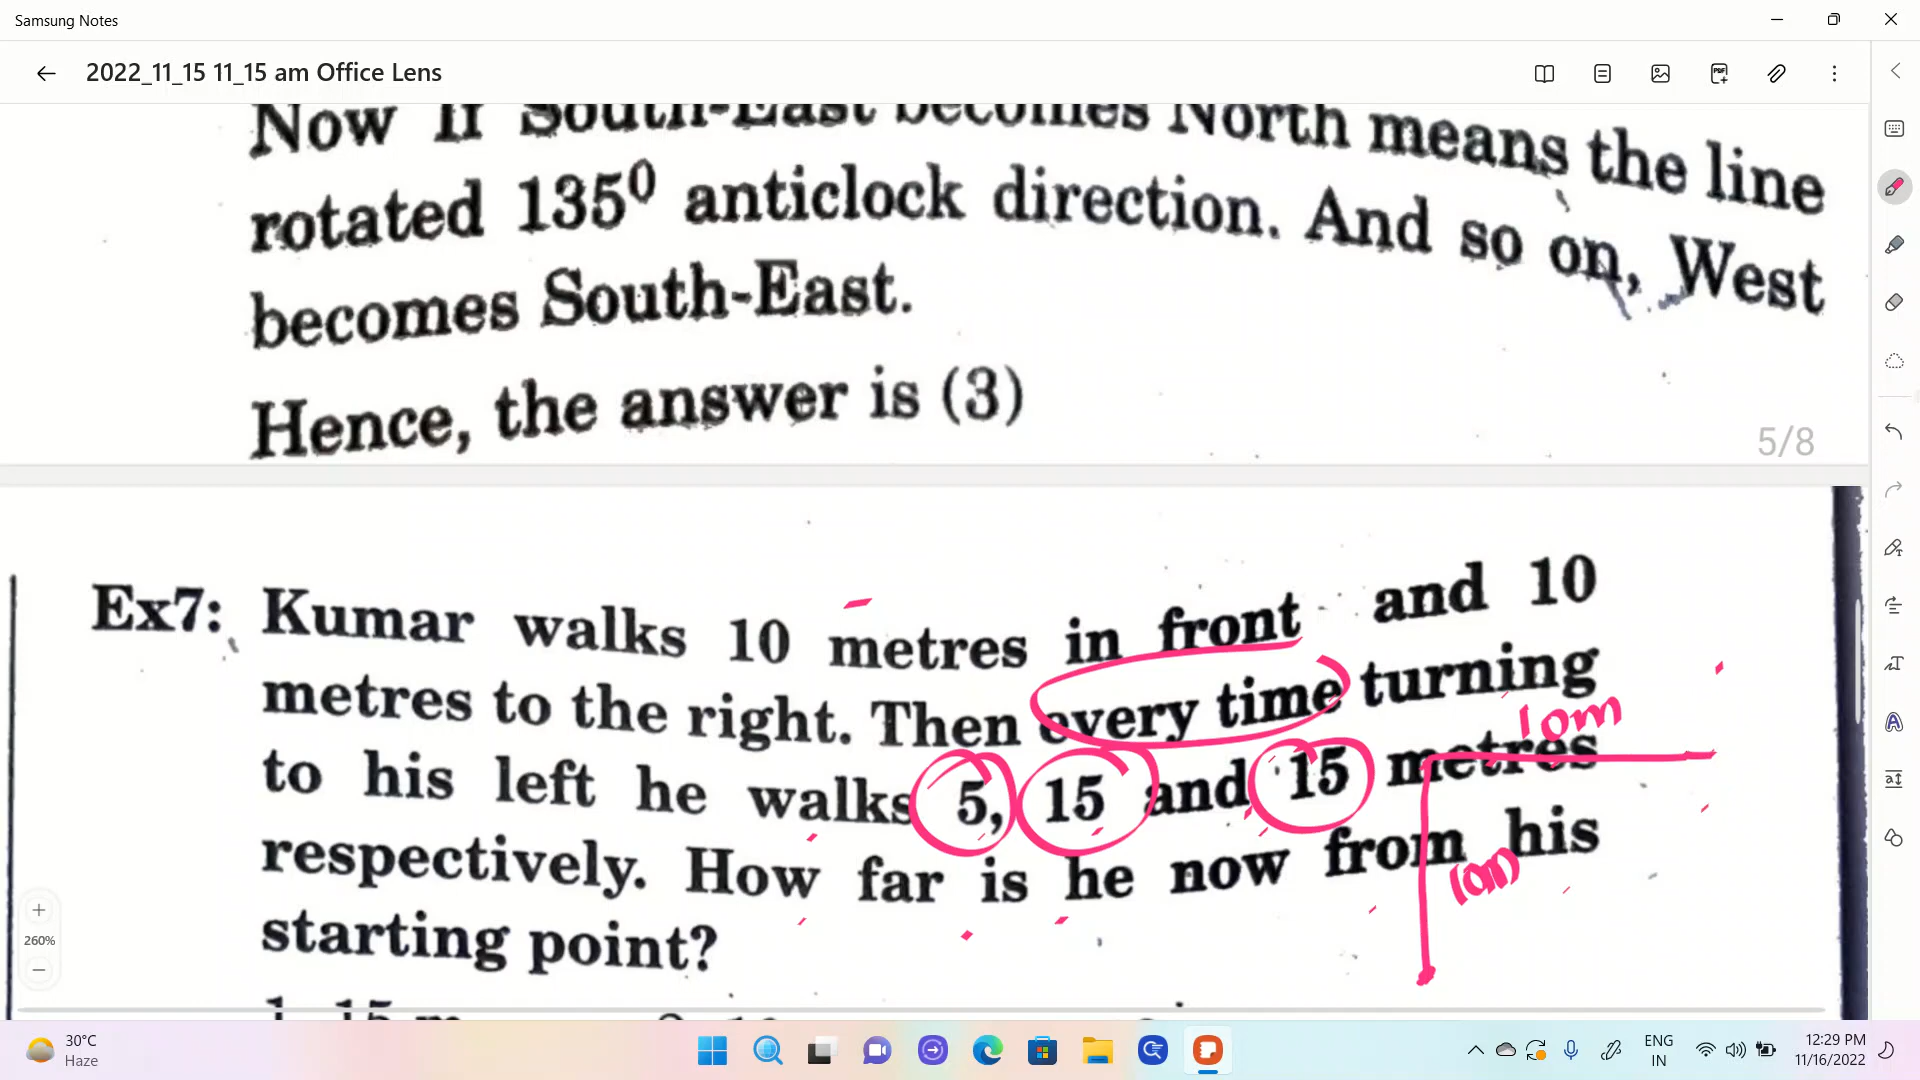 Samsung Notes
2022_11_15 11_15 am Office Lens
Now If South-East becomes North means the line
rotated 135⁰ anticlock direction. And so on, West
becomes South-East.
Hence, the answer is (3)
5/8
Ex7: Kumar walks 10 metres in front and 10
metres to the right. Then every time turning
to his left he walks 5, 15 and 15 metres
respectively. How far is he now from his
starting point?
10m
10m
260%
30°C
Haze
ENG
IN
12:29 PM
11/16/2022